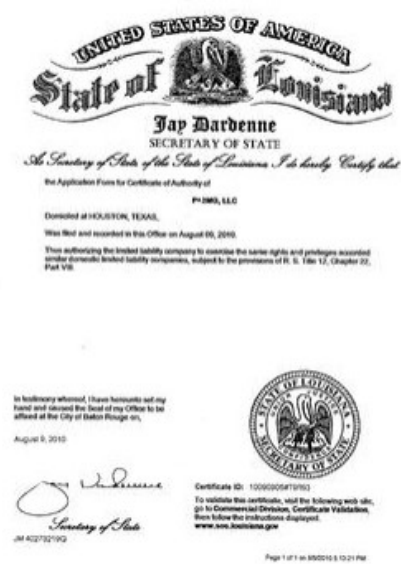 UNITED STATES OF AMERICA
State of Louisiana
Jay Dardenne
SECRETARY OF STATE
As Secretary of State, of the State of Louisiana, I do hereby Certify that
the Application Form for Certificate of Authority of
LLC
Domiciled at HOUSTON, TEXAS,
Was filed and recorded in this Office on August 09, 2010.
Thus authorizing the limited liability company to exercise the same rights and privileges accorded
similar domestic limited liability companies, subject to the provisions of R. S. Title 12, Chapter 22,
Part VIII.
In testimony whereof, I have hereunto set my
hand and caused the Seal of my Office to be
affixed at the City of Baton Rouge on,
August 9, 2010
STATE OF LOUISIANA
SECRETARY OF STATE
Secretary of State
Certificate ID:
To validate this certificate, visit the following web site,
go to Commercial Division, Certificate Validation,
then follow the instructions displayed.
www.sos.louisiana.gov
Page 1 of 1 on